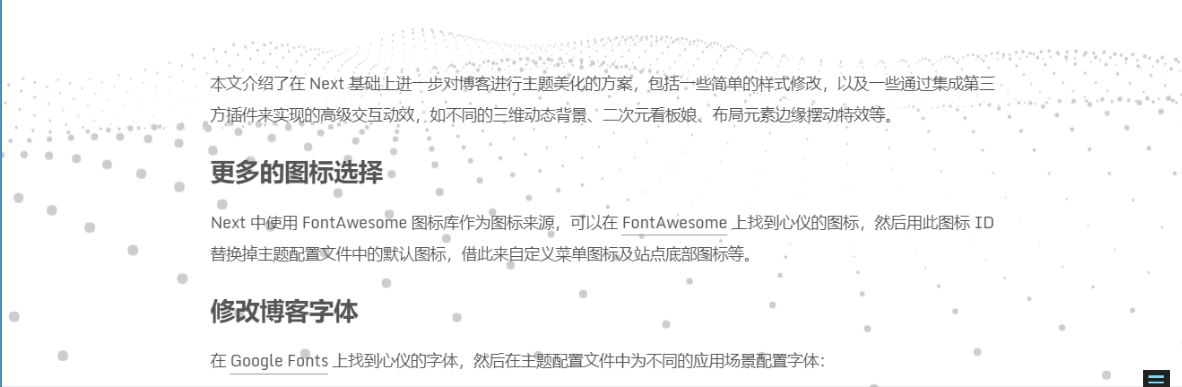 本文介绍了在 Next 基础上进一步对博客进行主题美化的方案，包括一些简单的样式修改，以及一些通过集成第三
方插件来实现的高级交互动效，如不同的三维动态背景、二次元看板娘、布局元素边缘摆动特效等。
更多的图标选择
Next 中使用 FontAwesome 图标库作为图标来源，可以在 FontAwesome 上找到心仪的图标，然后用此图标 ID
替换掉主题配置文件中的默认图标，借此来自定义菜单图标及站点底部图标等。
修改博客字体
在 Google Fonts 上找到心仪的字体，然后在主题配置文件中为不同的应用场景配置字体：